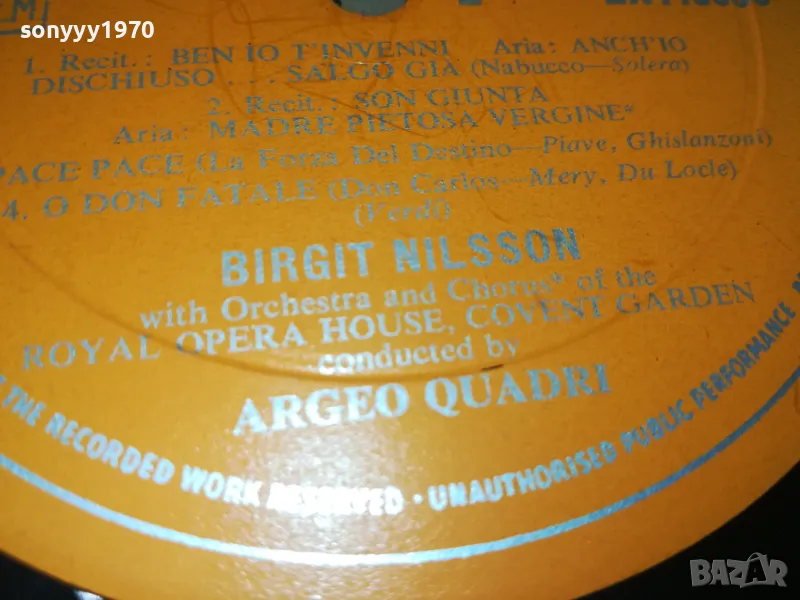 sonyyy1970
1. Recit.: BEN IO T'INVENNI Aria: ANCH'IO
DISCHIUSO . . . SALGO GIA (Nabucco—Solera)
2. Recit.: SON GIUNTA
Aria: MADRE PIETOSA VERGINE*
PACE PACE (La Forza Del Destino—Piave, Ghislanzoni)
4. O DON FATALE (Don Carlos—Mery, Du Locle)
(Verdi)
BIRGIT NILSSON
with Orchestra and Chorus* of the
ROYAL OPERA HOUSE, COVENT GARDEN
conducted by
ARGEO QUADRI
THE RECORDED WORK RESERVED · UNAUTHORISED PUBLIC PERFORMANCE
BAZAR